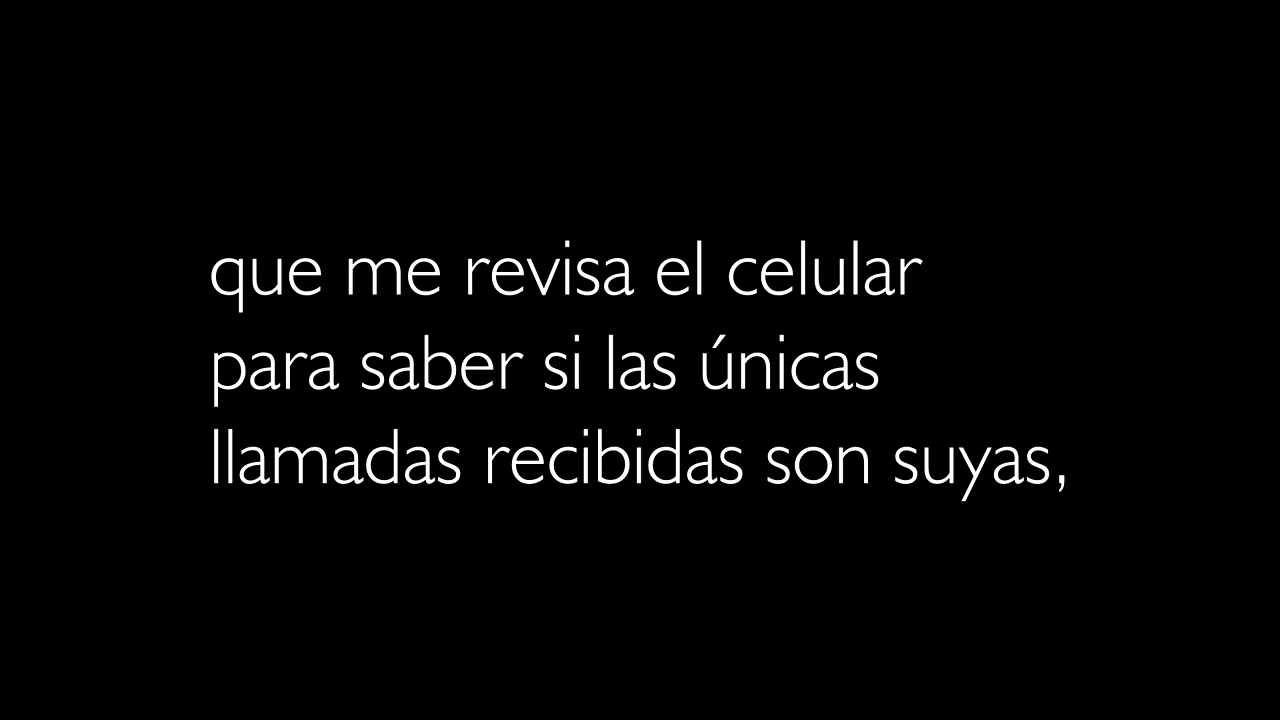 que me revisa el celular
para saber si las únicas
llamadas recibidas son suyas,